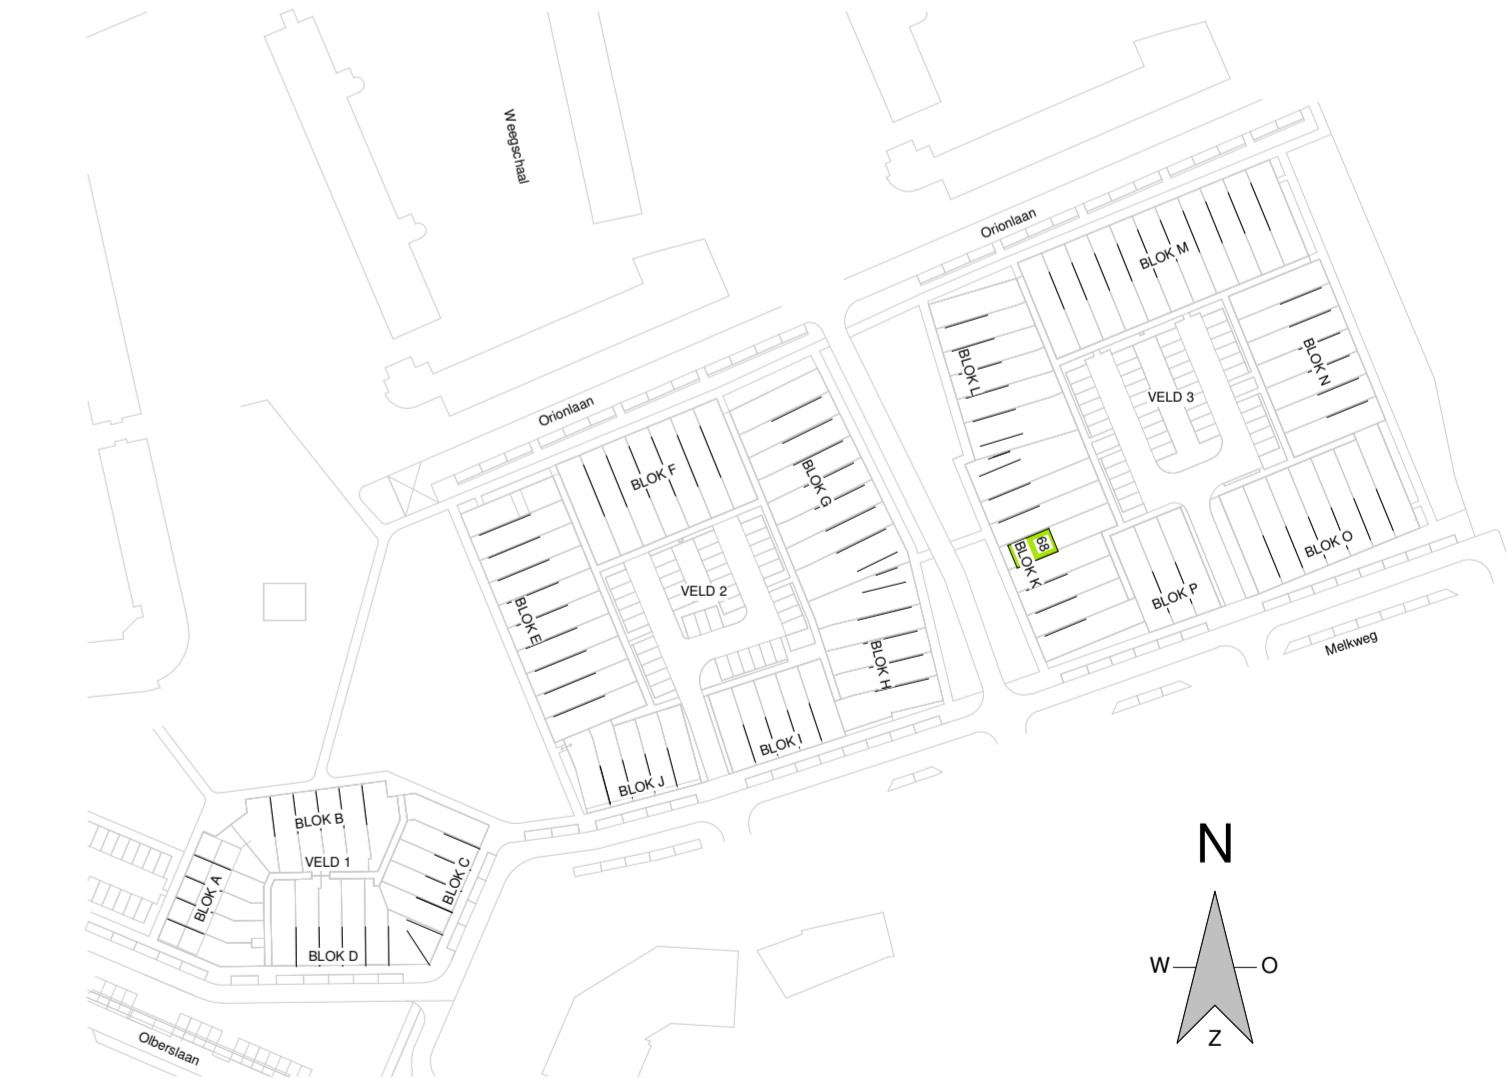 Weegschaal
Orionlaan
BLOK M
BLOK L
BLOK N
VELD 3
Orionlaan
BLOK F
BLOK G
68
BLOK K
BLOK O
BLOK P
VELD 2
BLOK E
BLOK H
Melkweg
BLOK I
BLOK J
BLOK B
VELD 1
BLOK C
BLOK A
BLOK D
Olberslaan
N
W
O
Z